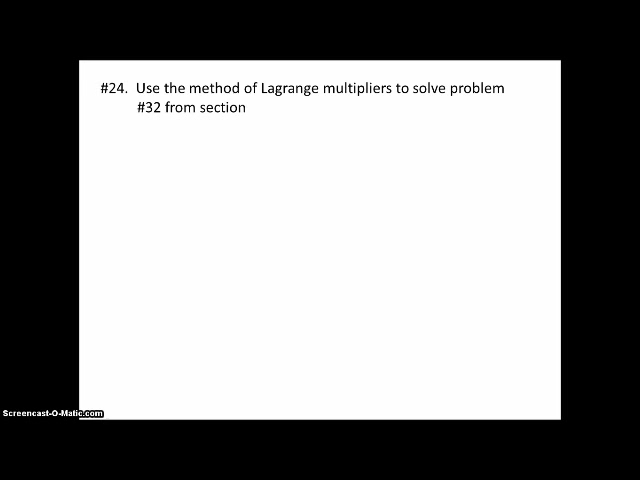 #24. Use the method of Lagrange multipliers to solve problem
#32 from section
Screencast-O-Matic.com